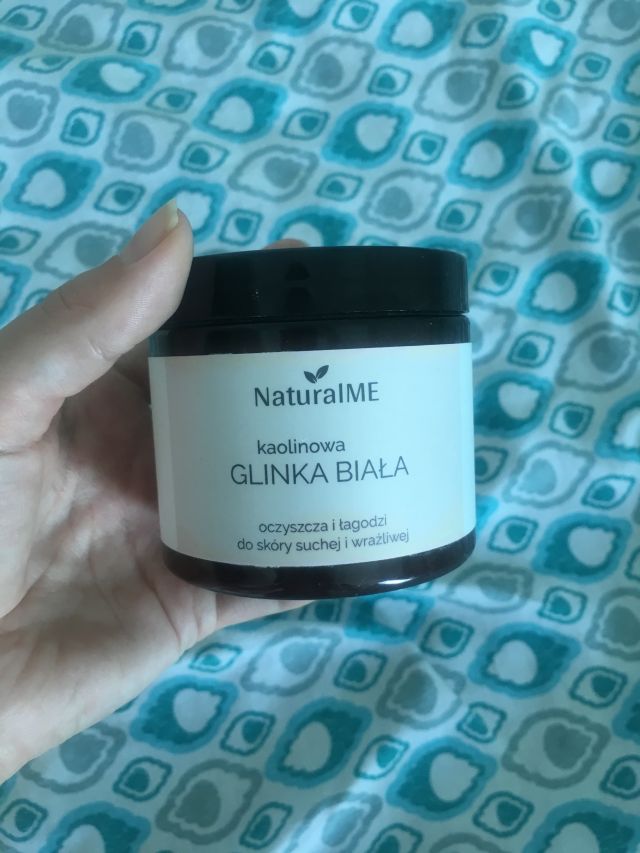 NaturalME
kaolinowa
GLINKA BIAŁA
oczyszcza i łagodzi
do skóry suchej i wrażliwej